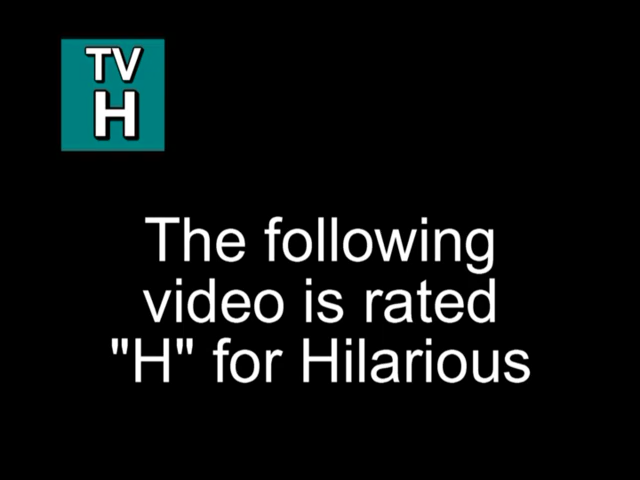 TV
H
The following
video is rated
"H" for Hilarious